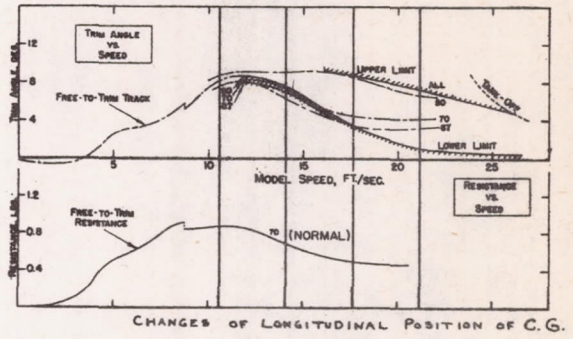 TRIM ANGLE
VS.
SPEED
TRIM ANGLE, DEG.
12
8
4
FREE-TO-TRIM TRACK
UPPER LIMIT
ALL
80
TAKE-OFF
70
67
LOWER LIMIT
5
10
15
20
25
MODEL SPEED, FT./SEC.
RESISTANCE
VS.
SPEED
RESISTANCE, LBS.
1.2
0.8
0.4
FREE-TO-TRIM
RESISTANCE
70 (NORMAL)
CHANGES OF LONGITUDINAL POSITION OF C.G.